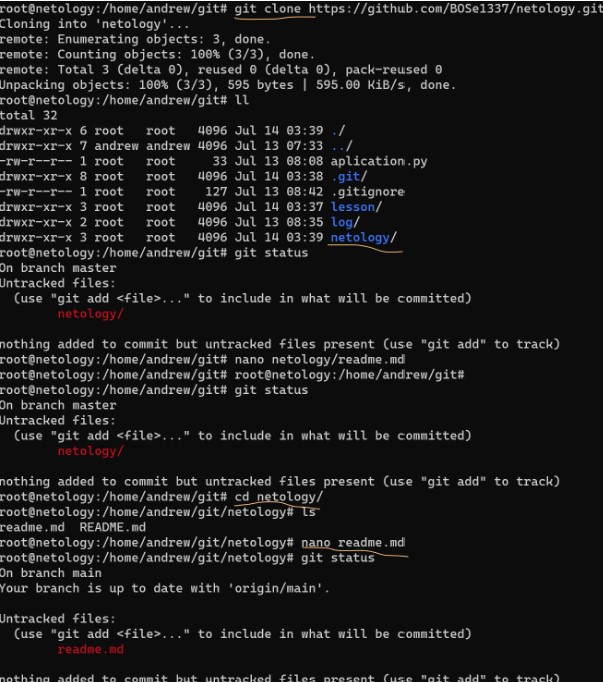 root@netology:/home/andrew/git# git clone https://github.com/BOSe1337/netology.git
Cloning into 'netology'...
remote: Enumerating objects: 3, done.
remote: Counting objects: 100% (3/3), done.
remote: Total 3 (delta 0), reused 0 (delta 0), pack-reused 0
Unpacking objects: 100% (3/3), 595 bytes | 595.00 KiB/s, done.
root@netology:/home/andrew/git# ll
total 32
drwxr-xr-x 6 root   root   4096 Jul 14 03:39 ./
drwxr-xr-x 7 andrew andrew 4096 Jul 13 07:33 ../
-rw-r--r-- 1 root   root     33 Jul 13 08:08 aplication.py
drwxr-xr-x 8 root   root   4096 Jul 14 03:38 .git/
-rw-r--r-- 1 root   root    127 Jul 13 08:42 .gitignore
drwxr-xr-x 3 root   root   4096 Jul 14 03:37 lesson/
drwxr-xr-x 2 root   root   4096 Jul 13 08:35 log/
drwxr-xr-x 3 root   root   4096 Jul 14 03:39 netology/
root@netology:/home/andrew/git# git status
On branch master
Untracked files:
  (use "git add <file>..." to include in what will be committed)
        netology/

nothing added to commit but untracked files present (use "git add" to track)
root@netology:/home/andrew/git# nano netology/readme.md
root@netology:/home/andrew/git# root@netology:/home/andrew/git#
root@netology:/home/andrew/git# git status
On branch master
Untracked files:
  (use "git add <file>..." to include in what will be committed)
        netology/

nothing added to commit but untracked files present (use "git add" to track)
root@netology:/home/andrew/git# cd netology/
root@netology:/home/andrew/git/netology# ls
readme.md  README.md
root@netology:/home/andrew/git/netology# nano readme.md
root@netology:/home/andrew/git/netology# git status
On branch main
Your branch is up to date with 'origin/main'.

Untracked files:
  (use "git add <file>..." to include in what will be committed)
        readme.md

nothing added to commit but untracked files present (use "git add" to track)